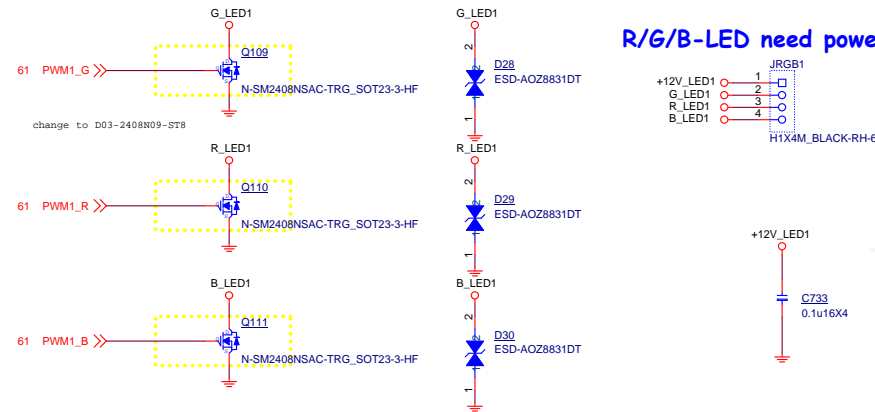 G_LED1
Q109
61 PWM1_G
N-SM2408NSAC-TRG_SOT23-3-HF
change to D03-2408N09-ST8
R_LED1
Q110
61 PWM1_R
N-SM2408NSAC-TRG_SOT23-3-HF
B_LED1
Q111
61 PWM1_B
N-SM2408NSAC-TRG_SOT23-3-HF
G_LED1
2
D28
ESD-AOZ8831DT
1
R_LED1
2
D29
ESD-AOZ8831DT
1
B_LED1
2
D30
ESD-AOZ8831DT
1
R/G/B-LED need powe
JRGB1
+12V_LED1 1
G_LED1 2
R_LED1 3
B_LED1 4
H1X4M_BLACK-RH-6
+12V_LED1
C733
0.1u16X4